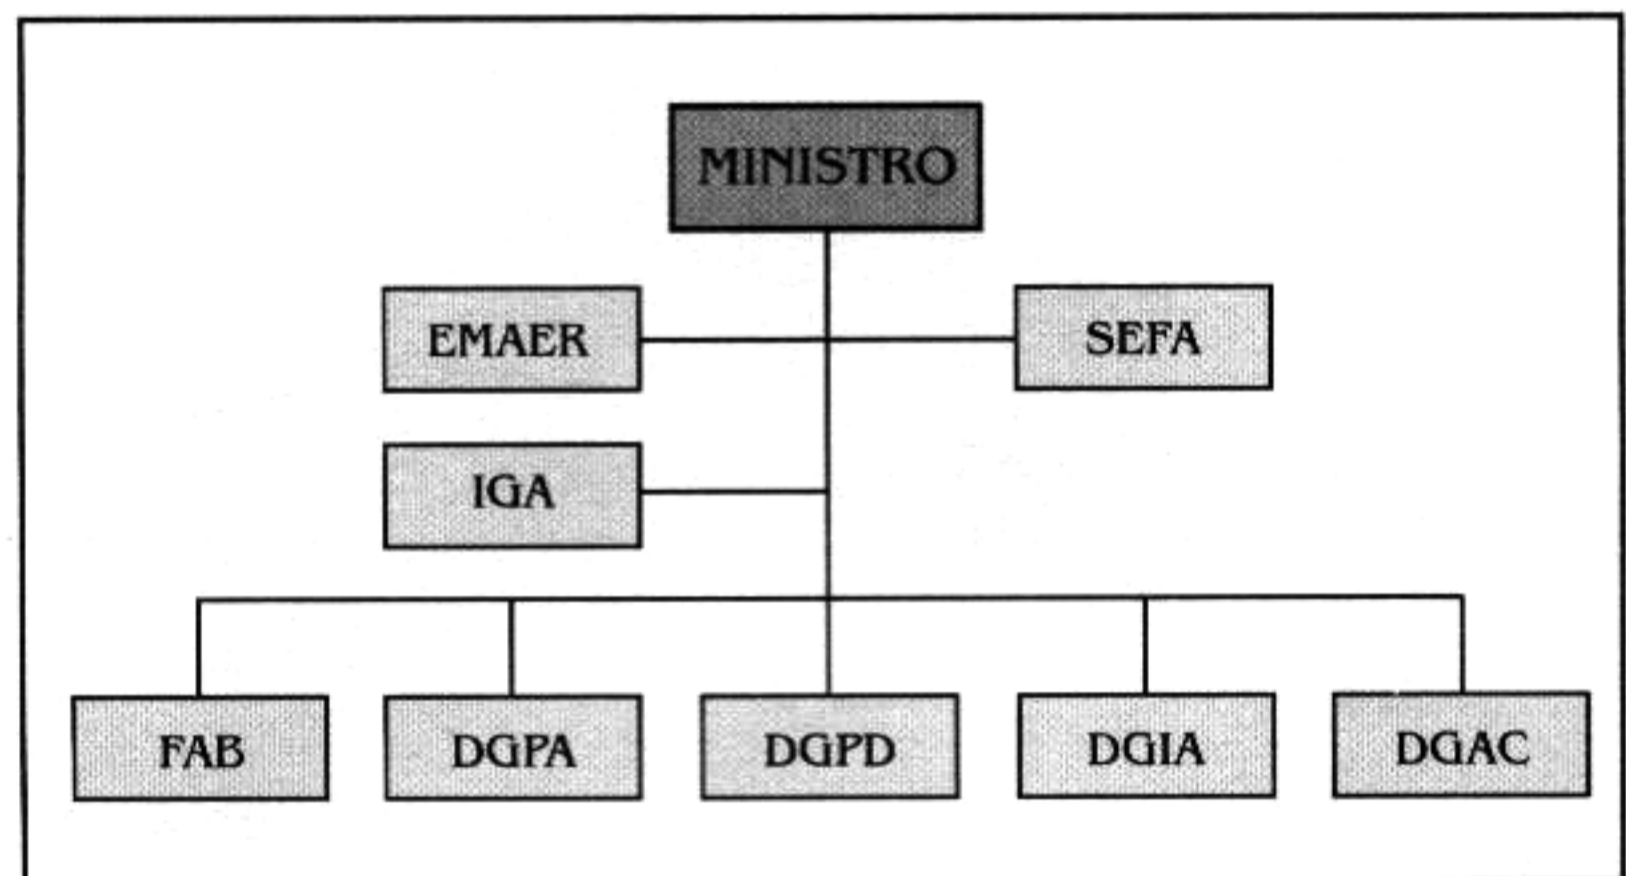 MINISTRO
EMAER
SEFA
IGA
FAB
DGPA
DGPD
DGIA
DGAC